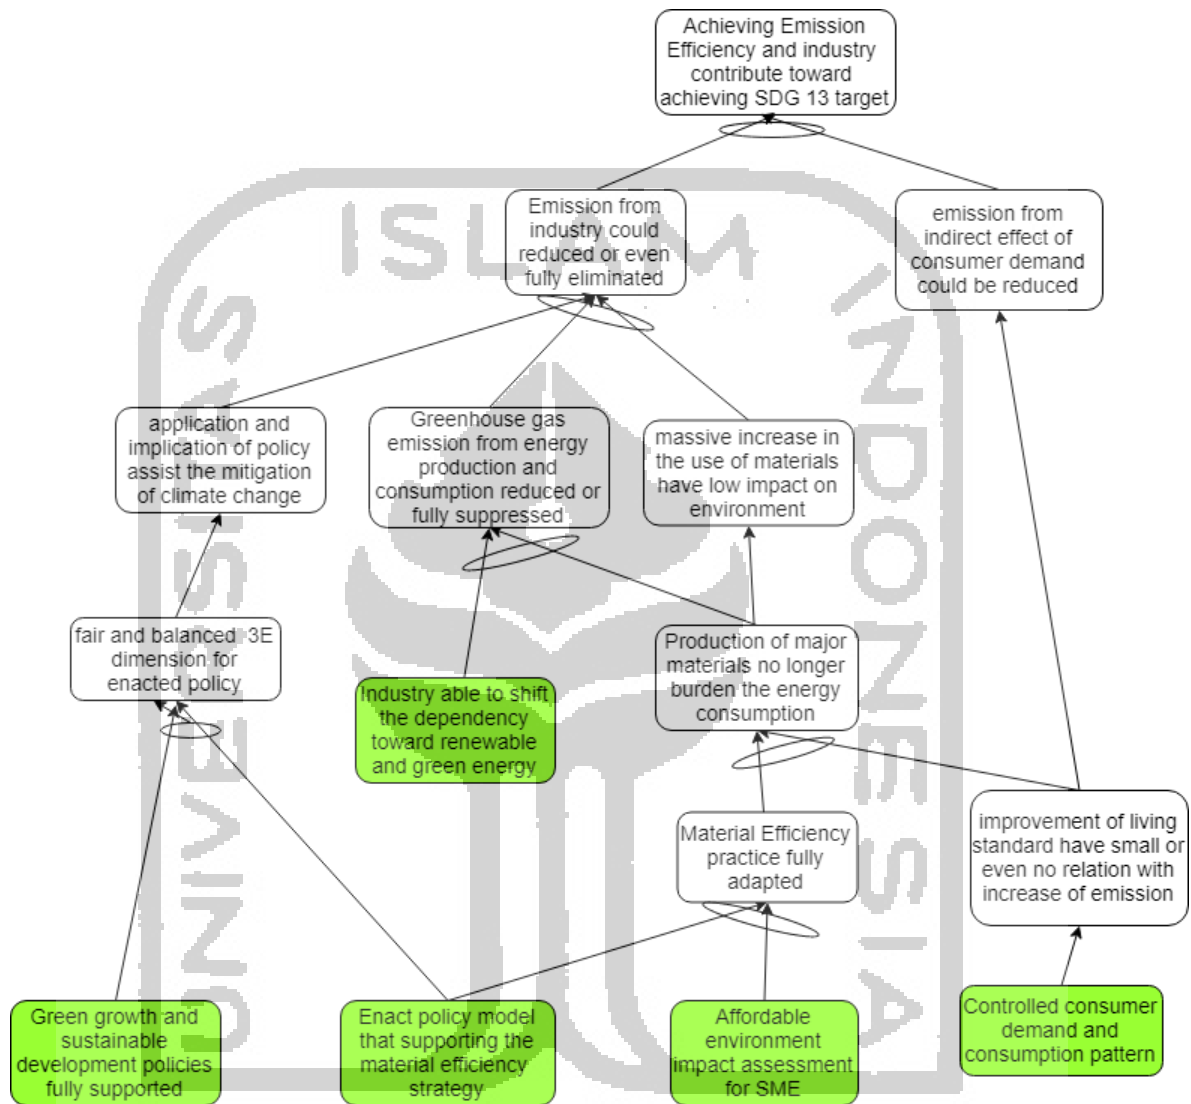 Achieving Emission
Efficiency and industry
contribute toward
achieving SDG 13 target
Emission from
industry could
reduced or even
fully eliminated
emission from
indirect effect of
consumer demand
could be reduced
application and
implication of policy
assist the mitigation
of climate change
Greenhouse gas
emission from energy
production and
consumption reduced or
fully suppressed
massive increase in
the use of materials
have low impact on
environment
fair and balanced 3E
dimension for
enacted policy
Industry able to shift
the dependency
toward renewable
and green energy
Production of major
materials no longer
burden the energy
consumption
Material Efficiency
practice fully
adapted
improvement of living
standard have small or
even no relation with
increase of emission
Green growth and
sustainable
development policies
fully supported
Enact policy model
that supporting the
material efficiency
strategy
Affordable
environment
impact assessment
for SME
Controlled consumer
demand and
consumption pattern
UNIVERSITAS
ISLAM
INDONESIA